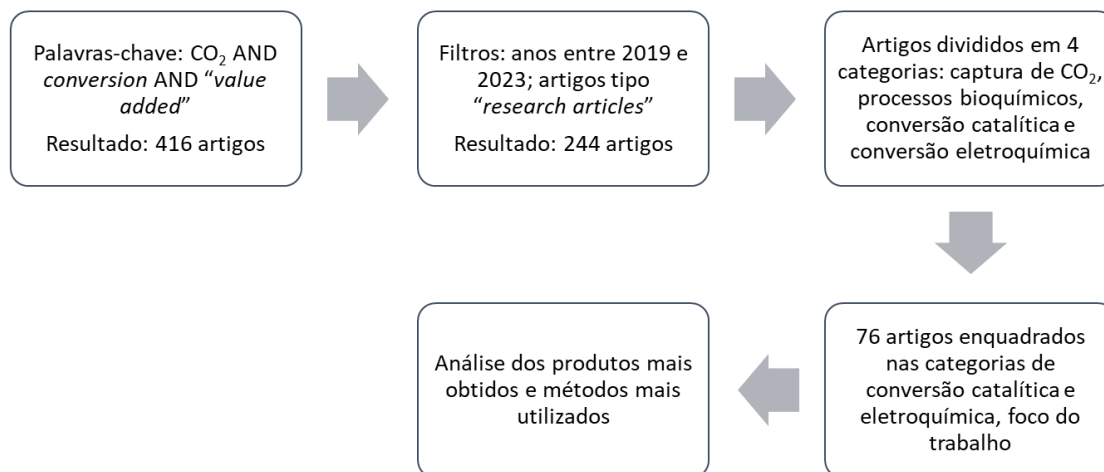 Palavras-chave: CO₂ AND
conversion AND “value
added”
Resultado: 416 artigos
Filtros: anos entre 2019 e
2023; artigos tipo
“research articles”
Resultado: 244 artigos
Artigos divididos em 4
categorias: captura de CO₂,
processos bioquímicos,
conversão catalítica e
conversão eletroquímica
76 artigos enquadrados
nas categorias de
conversão catalítica e
eletroquímica, foco do
trabalho
Análise dos produtos mais
obtidos e métodos mais
utilizados